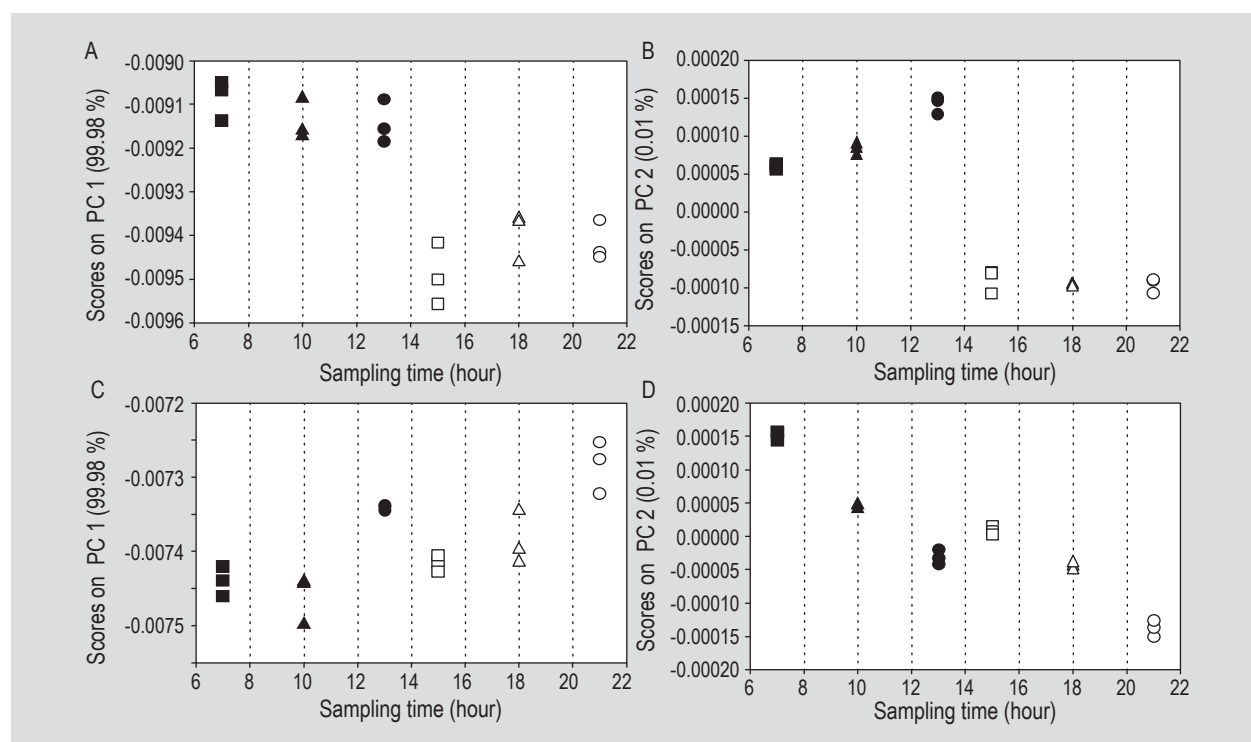 A
Scores on PC 1 (99.98 %)
-0.0090
-0.0091
-0.0092
-0.0093
-0.0094
-0.0095
-0.0096
6 8 10 12 14 16 18 20 22
Sampling time (hour)
B
Scores on PC 2 (0.01 %)
0.00020
0.00015
0.00010
0.00005
0.00000
-0.00005
-0.00010
-0.00015
6 8 10 12 14 16 18 20 22
Sampling time (hour)
C
Scores on PC 1 (99.98 %)
-0.0072
-0.0073
-0.0074
-0.0075
6 8 10 12 14 16 18 20 22
Sampling time (hour)
D
Scores on PC 2 (0.01 %)
0.00020
0.00015
0.00010
0.00005
0.00000
-0.00005
-0.00010
-0.00015
-0.00020
6 8 10 12 14 16 18 20 22
Sampling time (hour)